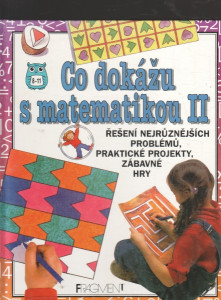 8-11
Co dokážu
s matematikou II
ŘEŠENÍ NEJRŮZNĚJŠÍCH
PROBLÉMŮ,
PRAKTICKÉ PROJEKTY,
ZÁBAVNÉ
HRY
FRAGMENT